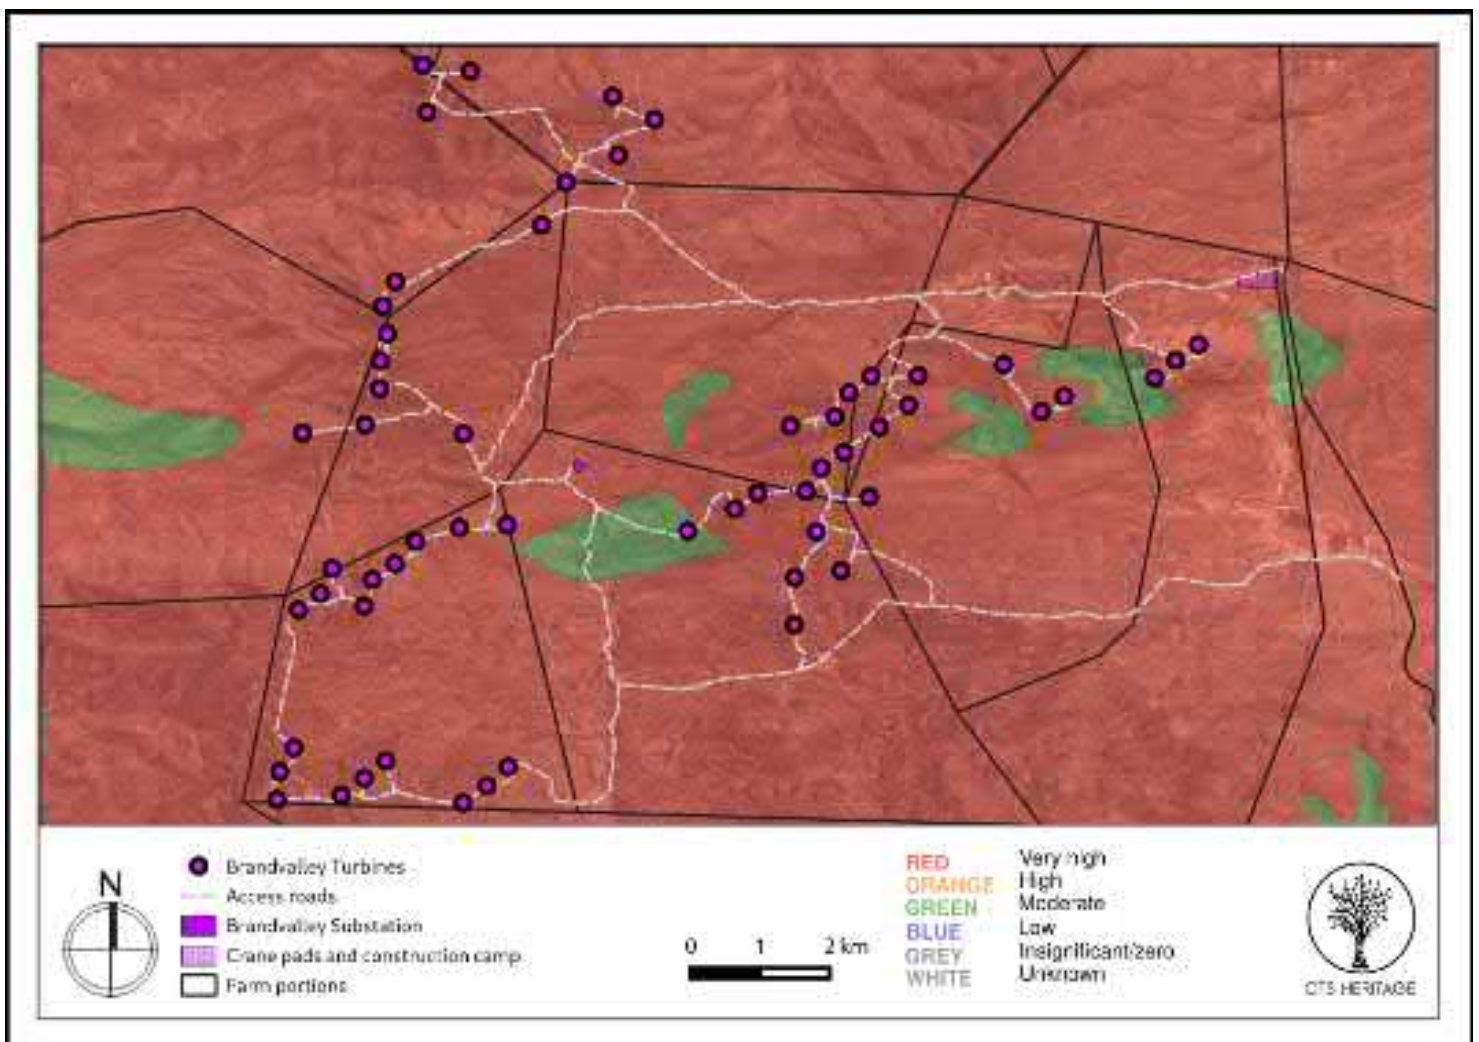 N
Brandvalley Turbines
Access roads
Brandvalley Substation
Crane pads and construction camp
Farm portions
0 1 2 km
RED Very high
ORANGE High
GREEN Moderate
BLUE Low
GREY Insignificant/zero
WHITE Unknown
CTS HERITAGE